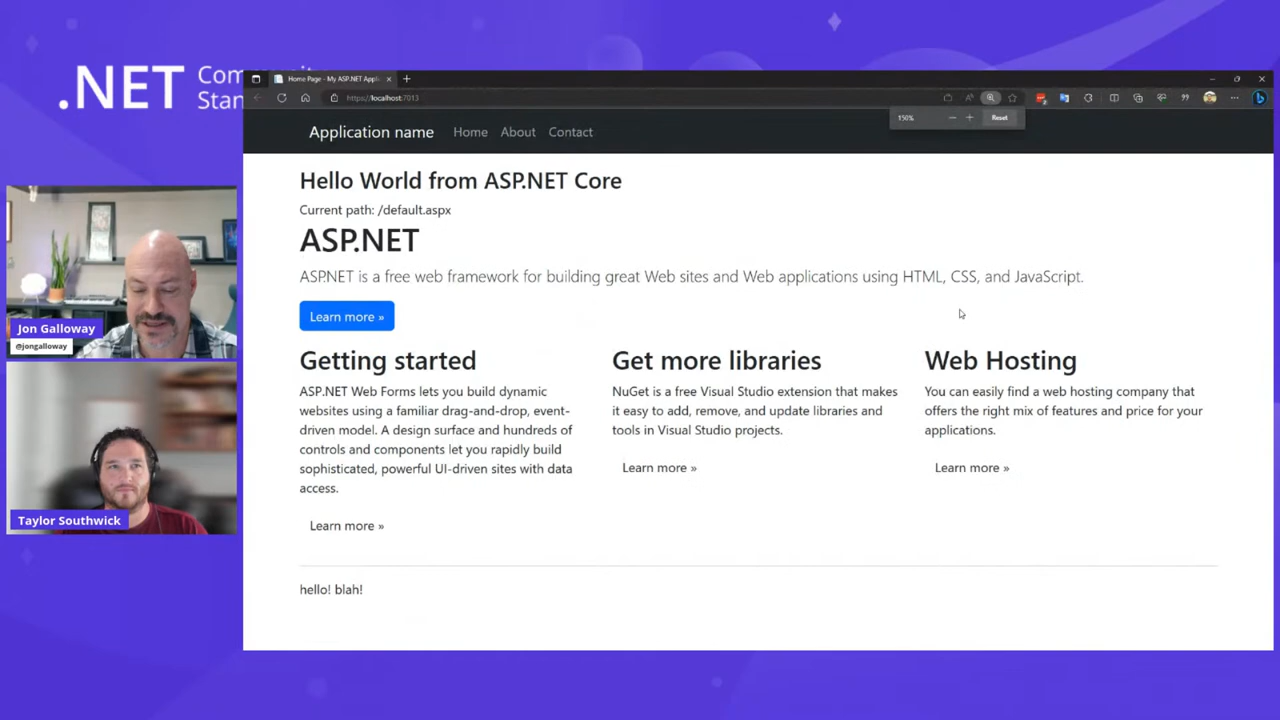 .NET
Home Page - My ASP.NET Appli
https://localhost:7013
150%
Reset
Application name
Home
About
Contact
Hello World from ASP.NET Core
Current path: /default.aspx
ASP.NET
ASP.NET is a free web framework for building great Web sites and Web applications using HTML, CSS, and JavaScript.
Learn more »
Getting started
ASP.NET Web Forms lets you build dynamic
websites using a familiar drag-and-drop, event-
driven model. A design surface and hundreds of
controls and components let you rapidly build
sophisticated, powerful UI-driven sites with data
access.
Learn more »
Get more libraries
NuGet is a free Visual Studio extension that makes
it easy to add, remove, and update libraries and
tools in Visual Studio projects.
Learn more »
Web Hosting
You can easily find a web hosting company that
offers the right mix of features and price for your
applications.
Learn more »
hello! blah!
Jon Galloway
@jongalloway
Taylor Southwick